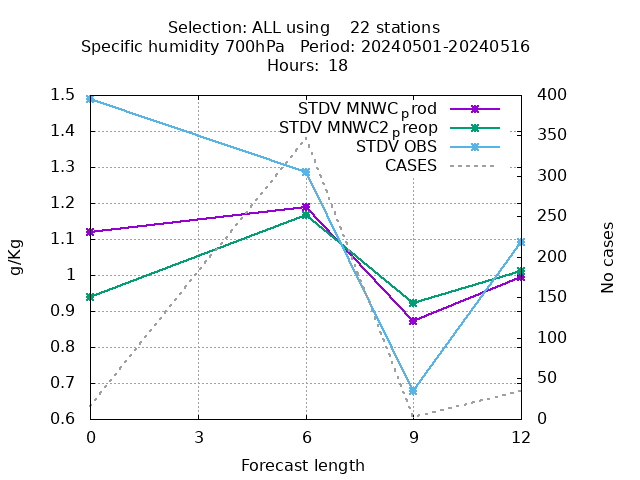 Selection: ALL using    22 stations
Specific humidity 700hPa   Period: 20240501-20240516
Hours: 18
STDV MNWC_prod
STDV MNWC2_preop
STDV OBS
CASES
1.5
1.4
1.3
1.2
1.1
1
0.9
0.8
0.7
0.6
g/Kg
400
350
300
250
200
150
100
50
0
No cases
0 3 6 9 12
Forecast length